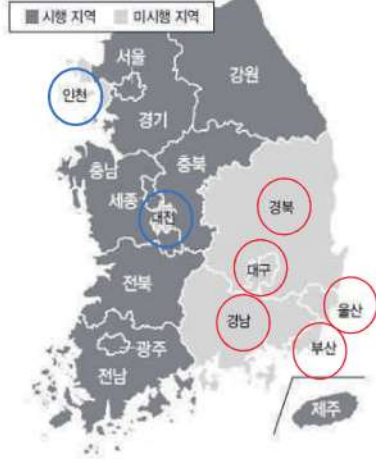 시행 지역 미시행 지역
서울
강원
인천
경기
충북
충남
세종
대전
경북
대구
전북
울산
경남
부산
광주
전남
제주